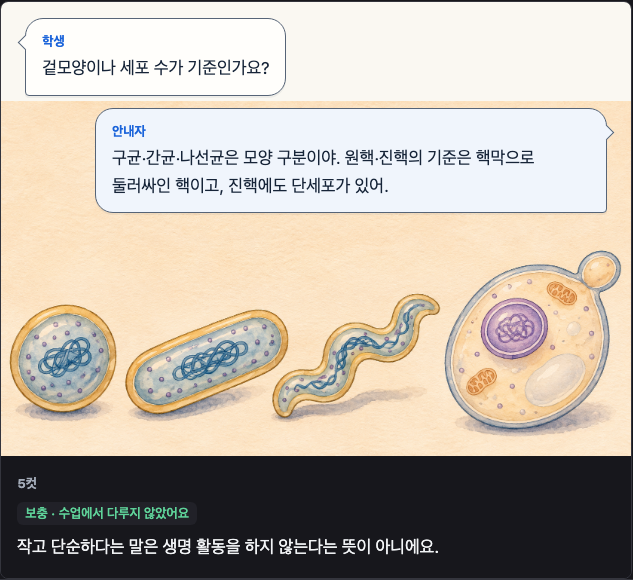 학생
겉모양이나 세포 수가 기준인가요?
안내자
구균·간균·나선균은 모양 구분이야. 원핵·진핵의 기준은 핵막으로
둘러싸인 핵이고, 진핵에도 단세포가 있어.
5컷
보충 · 수업에서 다루지 않았어요
작고 단순하다는 말은 생명 활동을 하지 않는다는 뜻이 아니에요.